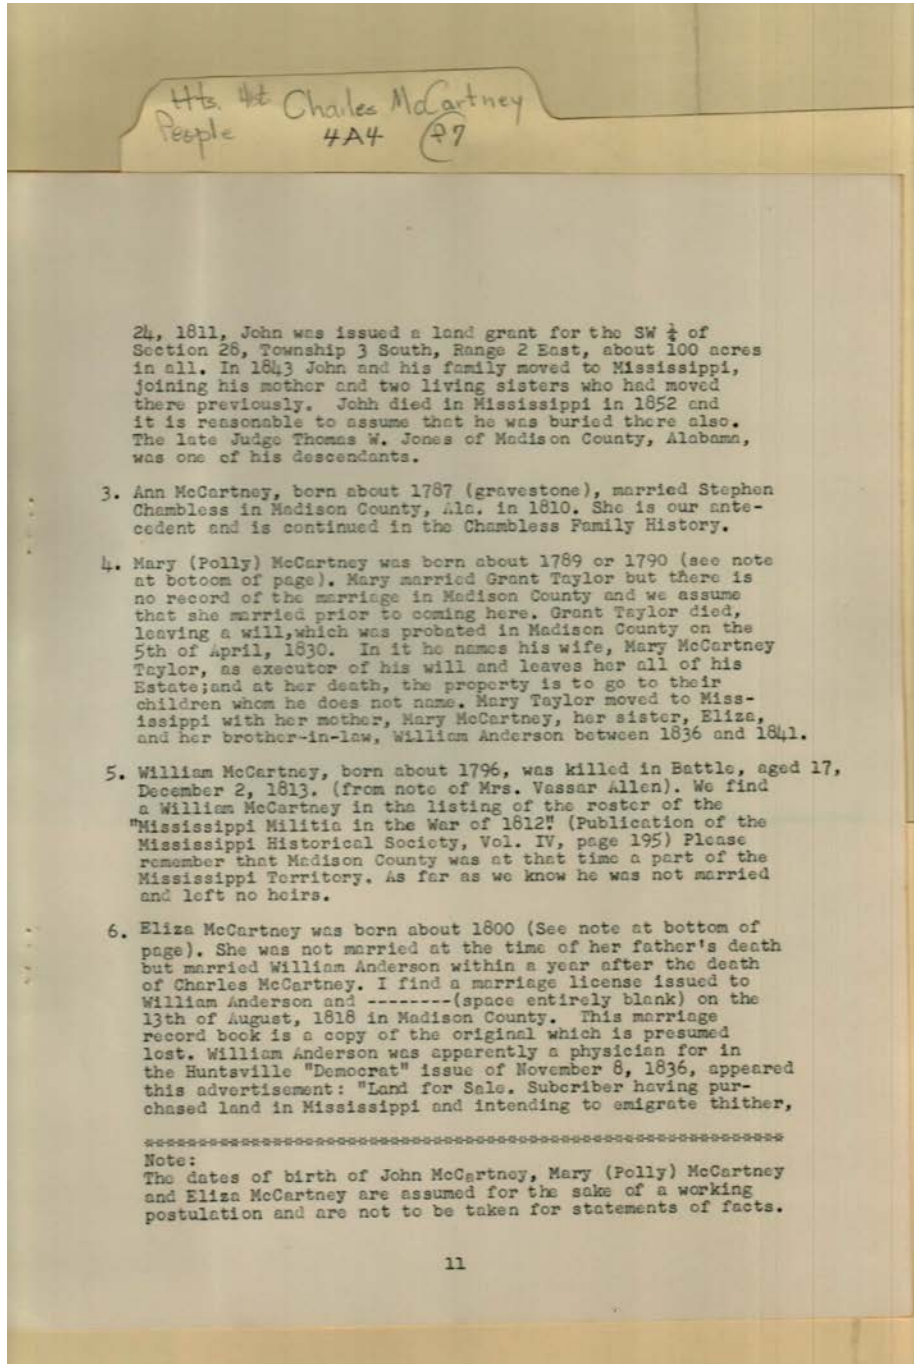 Hts. 4st Charles McCartney
People 4A4 P7
24, 1811, John was issued a land grant for the SW ¼ of
Section 28, Township 3 South, Range 2 East, about 100 acres
in all. In 1843 John and his family moved to Mississippi,
joining his mother and two living sisters who had moved
there previously. Johh died in Mississippi in 1852 and
it is reasonable to assume that he was buried there also.
The late Judge Thomas W. Jones of Madison County, Alabama,
was one of his descendants.
3. Ann McCartney, born about 1787 (gravestone), married Stephen
Chambless in Madison County, Ala. in 1810. She is our ante-
cedent and is continued in the Chambless Family History.
4. Mary (Polly) McCartney was born about 1789 or 1790 (see note
at botoom of page). Mary married Grant Taylor but there is
no record of the marriage in Madison County and we assume
that she married prior to coming here. Grant Taylor died,
leaving a will,which was probated in Madison County on the
5th of April, 1830. In it he names his wife, Mary McCartney
Taylor, as executor of his will and leaves her all of his
Estate;and at her death, the property is to go to their
children whom he does not name. Mary Taylor moved to Miss-
issippi with her mother, Mary McCartney, her sister, Eliza,
and her brother-in-law, William Anderson between 1836 and 1841.
5. William McCartney, born about 1796, was killed in Battle, aged 17,
December 2, 1813. (from note of Mrs. Vassar Allen). We find
a William McCartney in tha listing of the roster of the
"Mississippi Militia in the War of 1812" (Publication of the
Mississippi Historical Society, Vol. IV, page 195) Please
remember that Madison County was at that time a part of the
Mississippi Territory. As far as we know he was not married
and left no heirs.
6. Eliza McCartney was born about 1800 (See note at bottom of
page). She was not married at the time of her father's death
but married William Anderson within a year after the death
of Charles McCartney. I find a marriage license issued to
William Anderson and --------(space entirely blank) on the
13th of August, 1818 in Madison County. This marriage
record book is a copy of the original which is presumed
lost. William Anderson was apparently a physician for in
the Huntsville "Democrat" issue of November 8, 1836, appeared
this advertisement: "Land for Sale. Subcriber having pur-
chased land in Mississippi and intending to emigrate thither,
************************************************************
Note:
The dates of birth of John McCartney, Mary (Polly) McCartney
and Eliza McCartney are assumed for the sake of a working
postulation and are not to be taken for statements of facts.
11